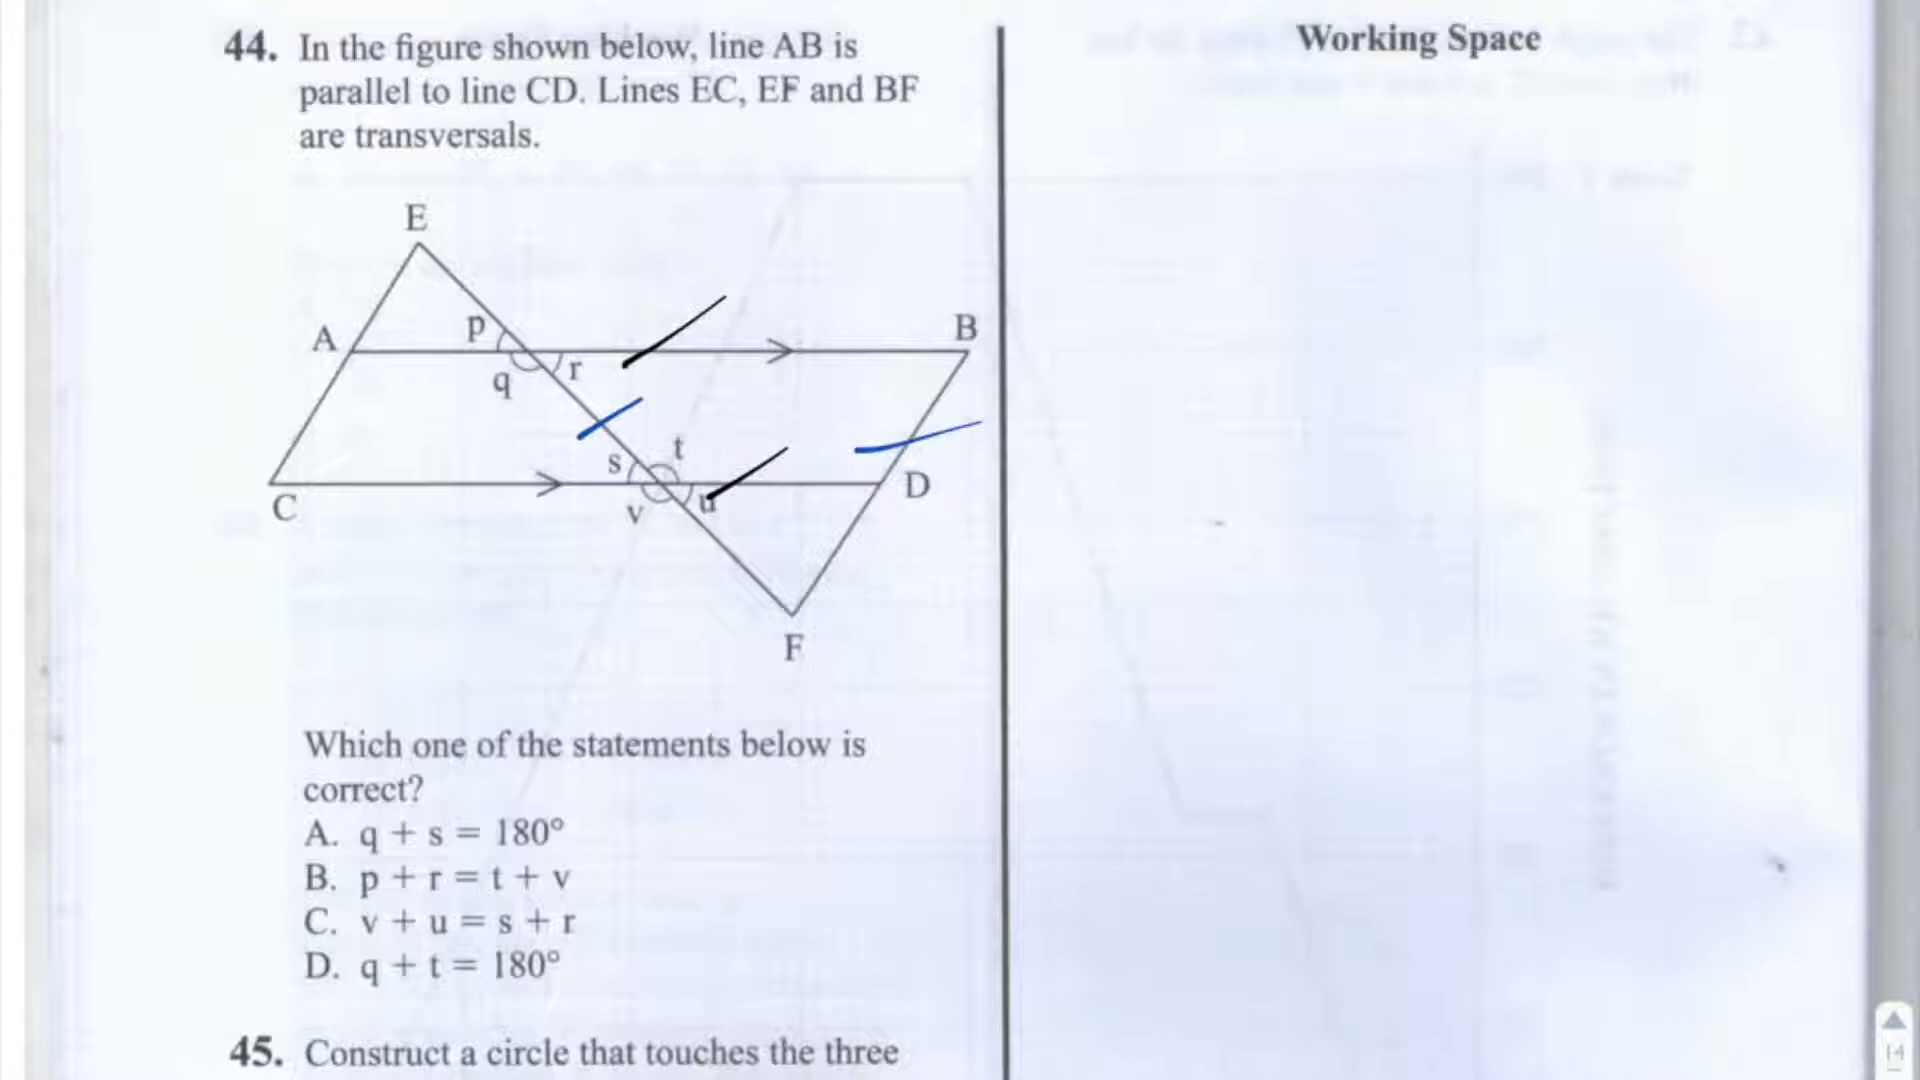 44. In the figure shown below, line AB is
parallel to line CD. Lines EC, EF and BF
are transversals.
Working Space
E
A
p
B
q
r
s
t
C
v
u
D
F
Which one of the statements below is
correct?
A. q + s = 180°
B. p + r = t + v
C. v + u = s + r
D. q + t = 180°
45. Construct a circle that touches the three
14